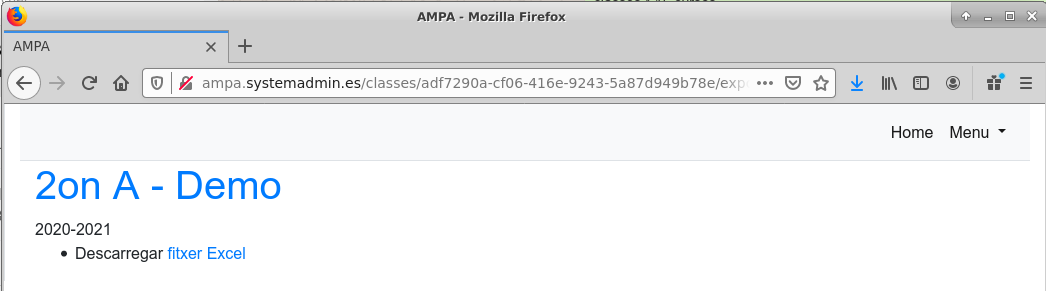 AMPA - Mozilla Firefox
AMPA
ampa.systemadmin.es/classes/adf7290a-cf06-416e-9243-5a87d949b78e/exp
Home Menu
2on A - Demo
2020-2021
Descarregar fitxer Excel